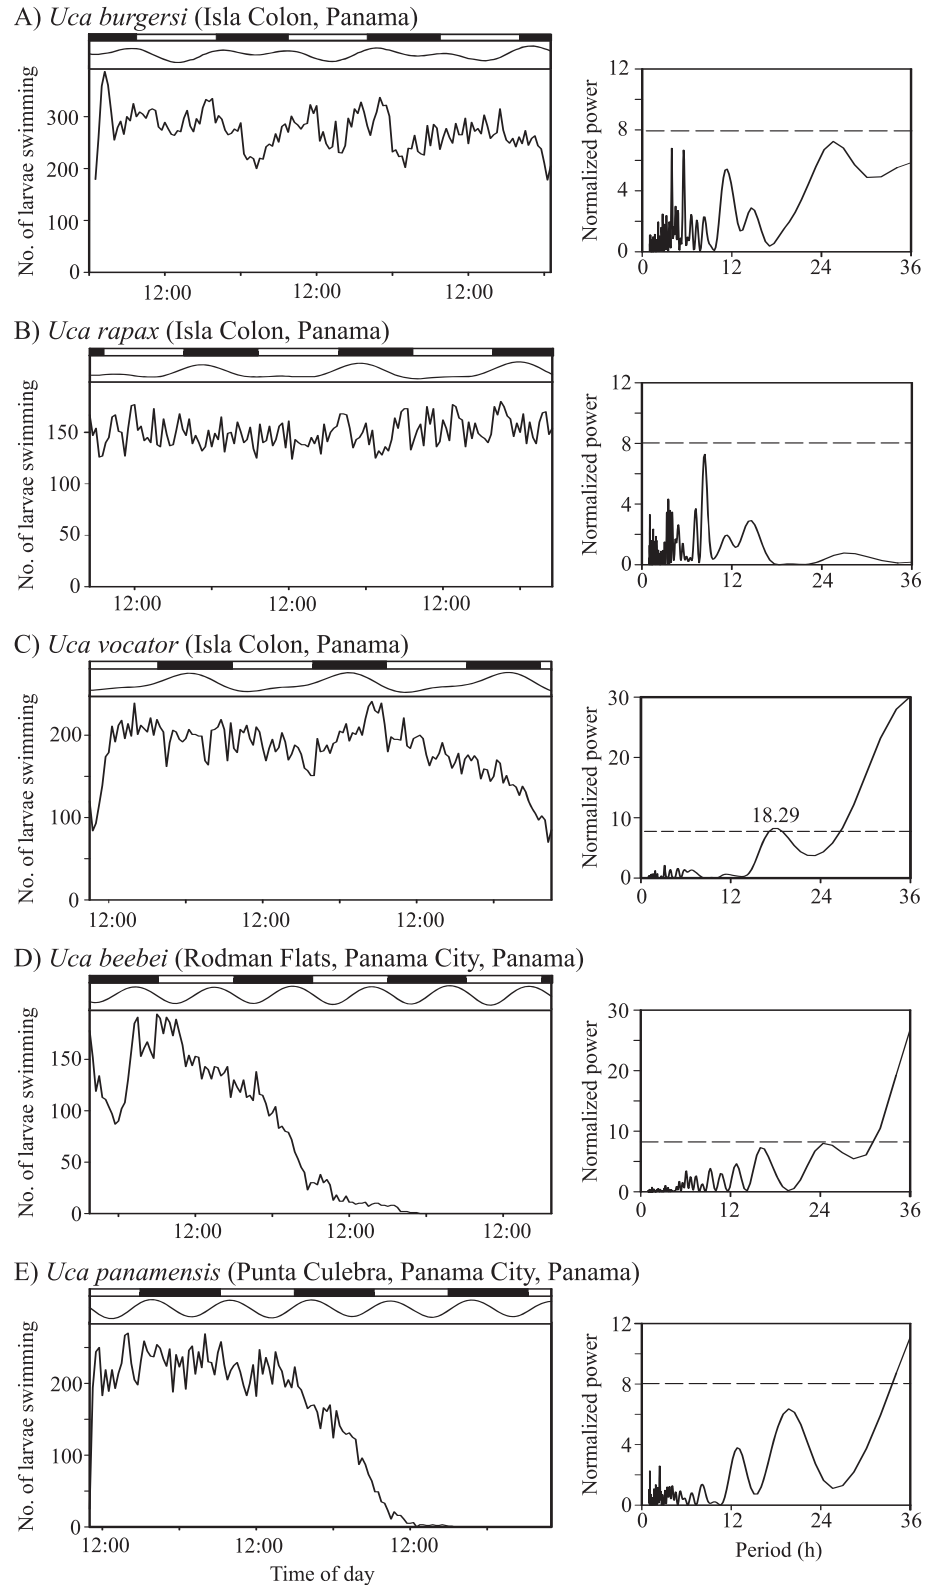 A) Uca burgersi (Isla Colon, Panama)
No. of larvae swimming
300
200
100
0
12:00 12:00 12:00
Normalized power
12
8
4
0
0 12 24 36
B) Uca rapax (Isla Colon, Panama)
No. of larvae swimming
150
100
50
0
12:00 12:00 12:00
Normalized power
12
8
4
0
0 12 24 36
C) Uca vocator (Isla Colon, Panama)
No. of larvae swimming
200
100
0
12:00 12:00 12:00
Normalized power
30
20
10
0
18.29
0 12 24 36
D) Uca beebei (Rodman Flats, Panama City, Panama)
No. of larvae swimming
150
100
50
0
12:00 12:00 12:00
Normalized power
30
20
10
0
0 12 24 36
E) Uca panamensis (Punta Culebra, Panama City, Panama)
No. of larvae swimming
200
100
0
12:00 12:00 12:00
Time of day
Normalized power
12
8
4
0
0 12 24 36
Period (h)